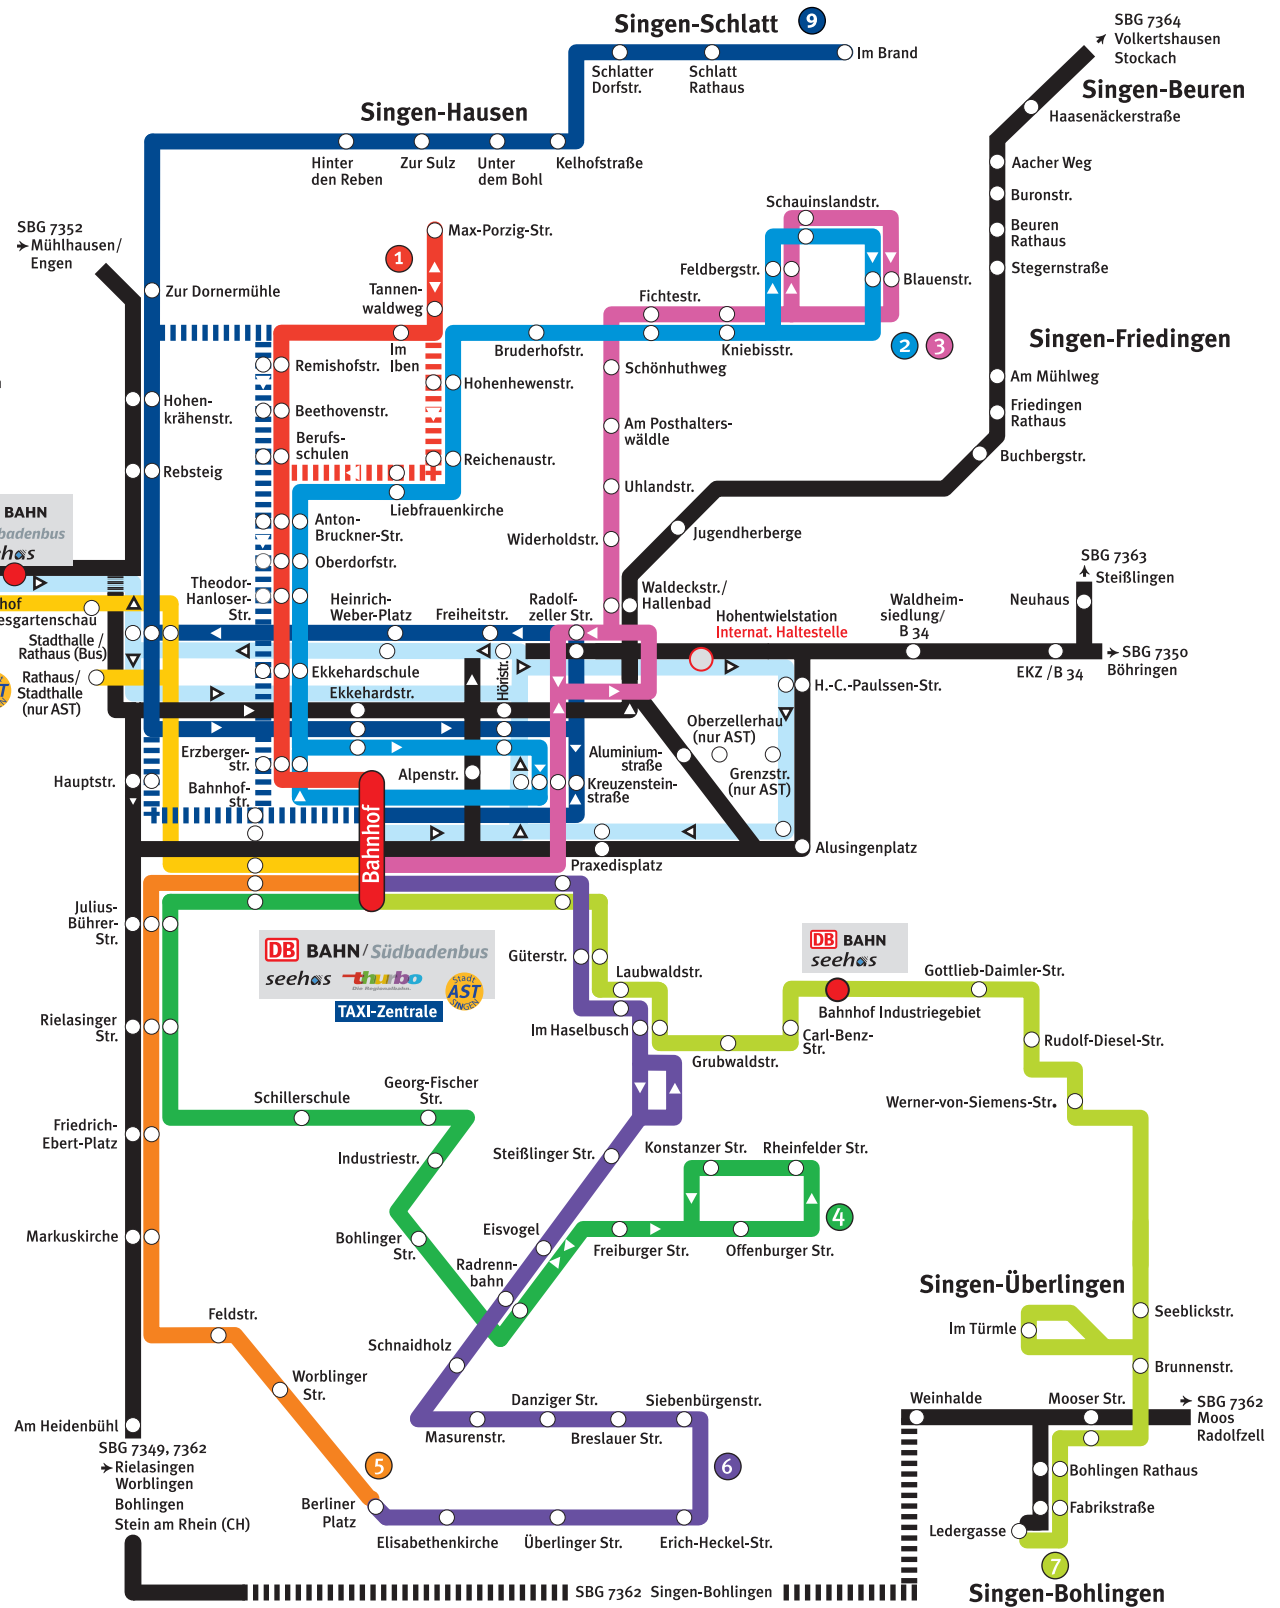 Singen-Schlatt 9
SBG 7364
Volkertshausen
Stockach
Im Brand
Schlatter
Dorfstr.
Schlatt
Rathaus
Singen-Beuren
Singen-Hausen
Haasenäckerstraße
Hinter
den Reben
Zur Sulz
Unter
dem Bohl
Kelhofstraße
Aacher Weg
Buronstr.
Schauinslandstr.
SBG 7352
Mühlhausen/
Engen
Max-Porzig-Str.
1
Beuren
Rathaus
Stegernstraße
Feldbergstr.
Blauenstr.
Zur Dornermühle
Tannen-
waldweg
Fichtestr.
Singen-Friedingen
2 3
Im
Iben
Bruderhofstr.
Kniebisstr.
Remishofstr.
Schönhuthweg
Am Mühlweg
Hohenhewenstr.
Hohen-
krähenstr.
Beethovenstr.
Friedingen
Rathaus
Am Posthalters-
wäldle
Berufs-
schulen
Buchbergstr.
Reichenaustr.
Rebsteig
Uhlandstr.
Liebfrauenkirche
BAHN
badenbus
ehas
Anton-
Bruckner-Str.
Jugendherberge
Widerholdstr.
Oberdorfstr.
SBG 7363
Steißlingen
Theodor-
Hanloser-
Str.
Heinrich-
Weber-Platz
Freiheitstr.
Radolf-
zeller Str.
Waldeckstr./
Hallenbad
Hohentwielstation
Internat. Haltestelle
Waldheim-
siedlung/
B 34
Neuhaus
hof
esgartenschau
Stadthalle /
Rathaus (Bus)
SBG 7350
Böhringen
EKZ /B 34
Rathaus/
Stadthalle
(nur AST)
Ekkehardschule
Ekkehardstr.
Höristr.
H.-C.-Paulssen-Str.
Oberzellerhau
(nur AST)
Erzberger-
str.
Aluminium-
straße
Grenzstr.
(nur AST)
Hauptstr.
Bahnhof-
str.
Alpenstr.
Kreuzenstein-
straße
Bahnhof
Alusingenplatz
Praxedisplatz
Julius-
Bührer-
Str.
DB BAHN/Südbadenbus
seehas thurbo
Die Regionalbahn.
Stadt
AST
SINGEN
TAXI-Zentrale
Güterstr.
DB BAHN
seehas
Laubwaldstr.
Gottlieb-Daimler-Str.
Bahnhof Industriegebiet
Rielasinger
Str.
Im Haselbusch
Carl-Benz-
Str.
Rudolf-Diesel-Str.
Grubwaldstr.
Georg-Fischer
Str.
Schillerschule
Werner-von-Siemens-Str.
Friedrich-
Ebert-Platz
Industriestr.
Steißlinger Str.
Konstanzer Str.
Rheinfelder Str.
4
Markuskirche
Bohlinger
Str.
Eisvogel
Freiburger Str.
Offenburger Str.
Radrenn-
bahn
Singen-Überlingen
Feldstr.
Seeblickstr.
Im Türmle
Schnaidholz
Brunnenstr.
Worblinger
Str.
Weinhalde
Mooser Str.
SBG 7362
Moos
Radolfzell
Danziger Str.
Siebenbürgenstr.
Am Heidenbühl
Masurenstr.
Breslauer Str.
SBG 7349, 7362
Rielasingen
Worblingen
Bohlingen
Stein am Rhein (CH)
5
6
Bohlingen Rathaus
Berliner
Platz
Fabrikstraße
Ledergasse
Elisabethenkirche
Überlinger Str.
Erich-Heckel-Str.
7
SBG 7362 Singen-Bohlingen
Singen-Bohlingen